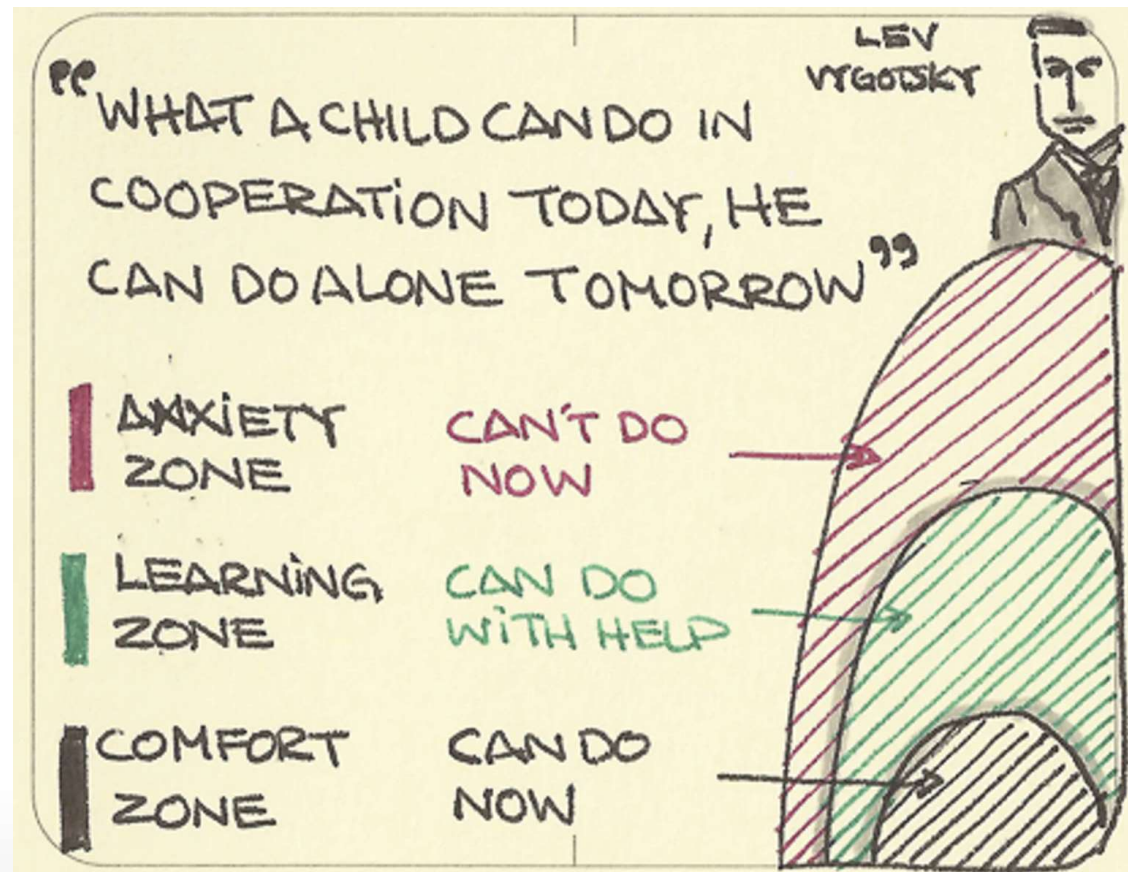 LEV
VYGOTSKY
"WHAT A CHILD CAN DO IN
COOPERATION TODAY, HE
CAN DO ALONE TOMORROW"
ANXIETY
ZONE
CAN'T DO
NOW
LEARNING
ZONE
CAN DO
WITH HELP
COMFORT
ZONE
CAN DO
NOW